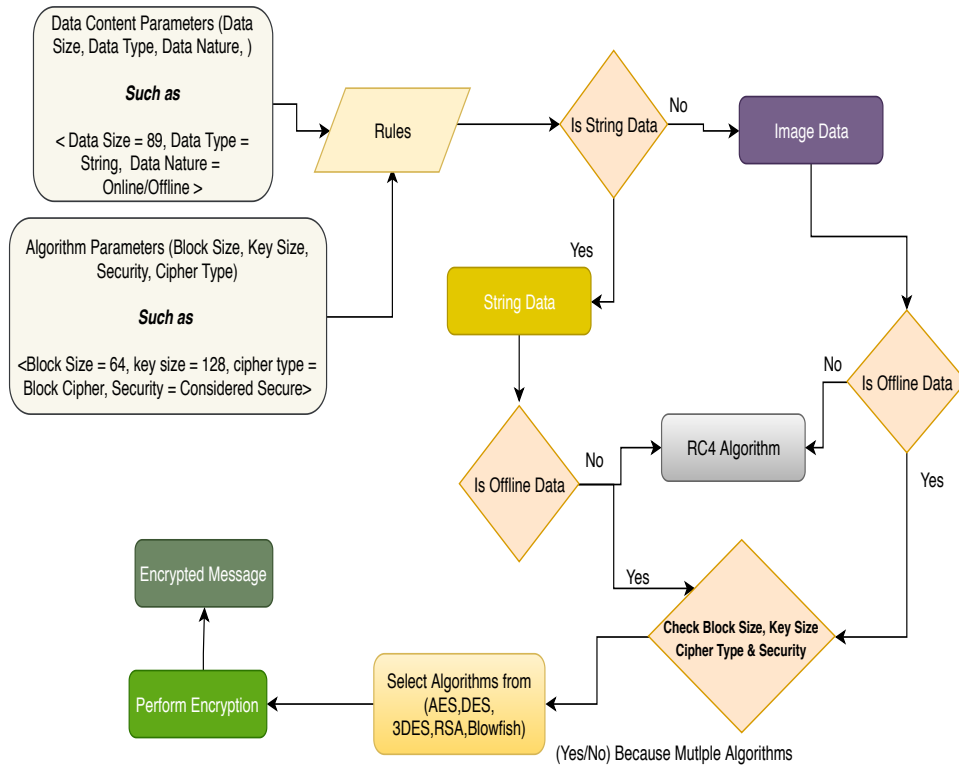 Data Content Parameters (Data
Size, Data Type, Data Nature, )
Such as
< Data Size = 89, Data Type =
String, Data Nature =
Online/Offline >
Rules
Is String Data
No
Image Data
Algorithm Parameters (Block Size, Key Size,
Security, Cipher Type)
Such as
<Block Size = 64, key size = 128, cipher type =
Block Cipher, Security = Considered Secure>
Yes
String Data
No
Is Offline Data
RC4 Algorithm
No
Is Offline Data
Yes
Yes
Encrypted Message
Check Block Size, Key Size
Cipher Type & Security
Select Algorithms from
(AES,DES,
3DES,RSA,Blowfish)
Perform Encryption
(Yes/No) Because Mutlple Algorithms